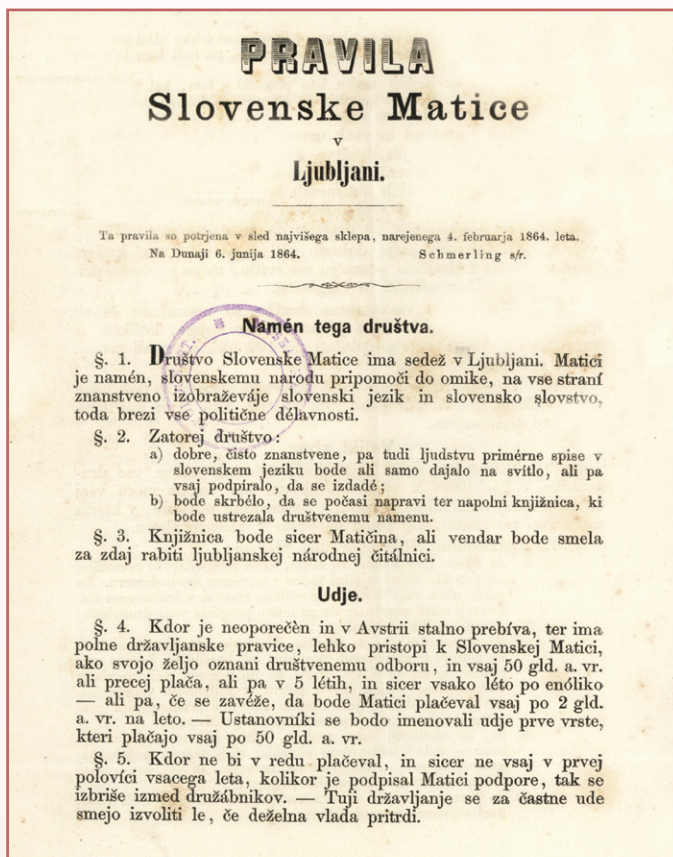 PRAVILA
Slovenske Matice
v
Ljubljani.
Ta pravila so potrjena v sled najvišega sklepa, narejenega 4. februarja 1864. leta.
Na Dunaji 6. junija 1864. Schmerling s/r.
Namén tega društva.
§. 1. Društvo Slovenske Matice ima sedež v Ljubljani. Matici
je namén, slovenskemu národu pripomoči do omike, na vse straní
znanstveno izobraževáje slovenski jezik in slovensko slovstvo,
toda brezi vse politične délavnosti.
§. 2. Zatorej društvo:
a) dobre, čisto znanstvene, pa tudi ljudstvu primérne spise v
slovenskem jeziku bode ali samo dajalo na svítlo, ali pa
vsaj podpíralo, da se izdadé;
b) bode skrbélo, da se počasi napravi ter napolni knjižnica, ki
bode ustrezala društvenemu namenu.
§. 3. Knjižnica bode sicer Matičina, ali vendar bode smela
za zdaj rabiti ljubljanskej národnej čitálnici.
Udje.
§. 4. Kdor je neoporečèn in v Avstrii stalno prebíva, ter ima
polne državljanske pravice, lehko pristopi k Slovenskej Matici,
ako svojo željo oznani društvenemu odboru, in vsaj 50 gld. a. vr.
ali precej plača, ali pa v 5 létih, in sicer vsako léto po enóliko
— ali pa, če se zavéže, da bode Matici plačeval vsaj po 2 gld.
a. vr. na leto. — Ustanovníki se bodo imenovali udje prve vrste,
kteri plačajo vsaj po 50 gld. a. vr.
§. 5. Kdor ne bi v redu plačeval, in sicer ne vsaj v prvej
polovíci vsacega leta, kolikor je podpisal Matici podpore, tak se
izbriše izmed družábnikov. — Tuji državljanje se za častne ude
smejo izvoliti le, če deželna vlada pritrdi.